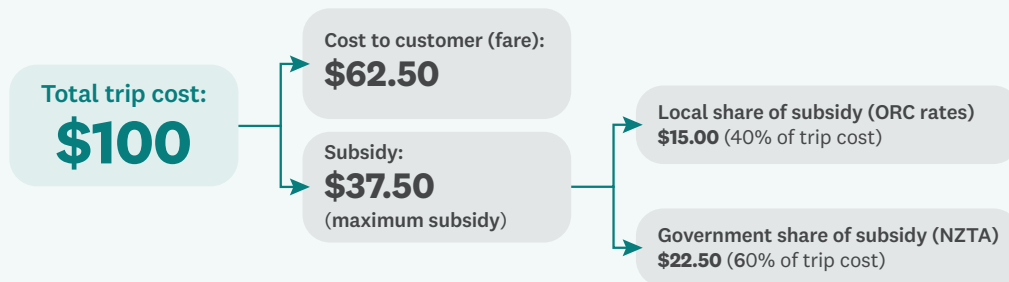 Total trip cost:
$100
Cost to customer (fare):
$62.50
Subsidy:
$37.50
(maximum subsidy)
Local share of subsidy (ORC rates)
$15.00 (40% of trip cost)
Government share of subsidy (NZTA)
$22.50 (60% of trip cost)